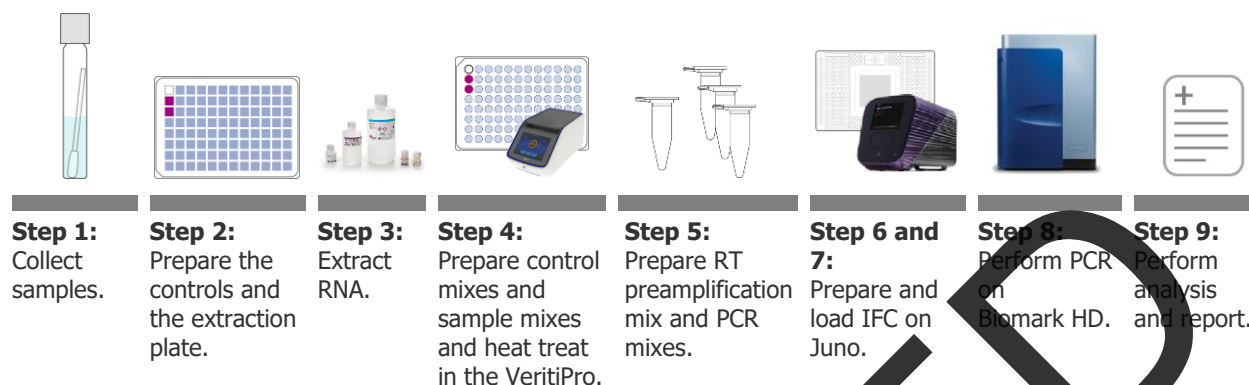 Step 1:
Collect
samples.
Step 2:
Prepare the
controls and
the extraction
plate.
Step 3:
Extract
RNA.
Step 4:
Prepare control
mixes and
sample mixes
and heat treat
in the VeritiPro.
Step 5:
Prepare RT
preamplification
mix and PCR
mixes.
Step 6 and
7:
Prepare and
load IFC on
Juno.
Step 8:
Perform PCR
on
Biomark HD.
Step 9:
Perform
analysis
and report.